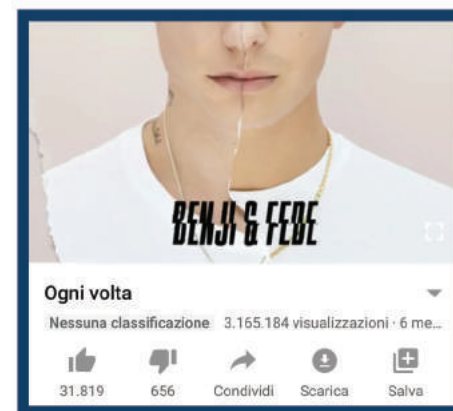 BENJI & FEDE
Ogni volta
Nessuna classificazione 3.165.184 visualizzazioni · 6 me...
31.819 656 Condividi Scarica Salva